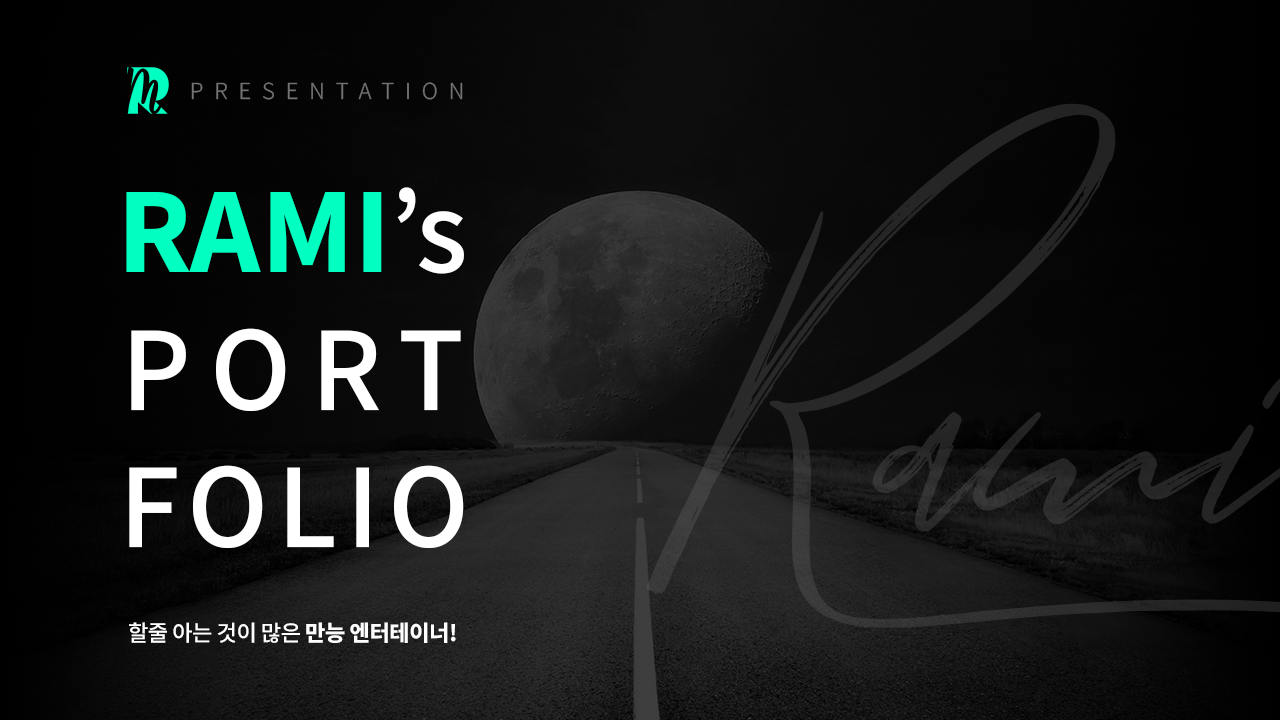 PRESENTATION
RAMI’s
PORT
FOLIO
할줄 아는 것이 많은 만능 엔터테이너!
Rami